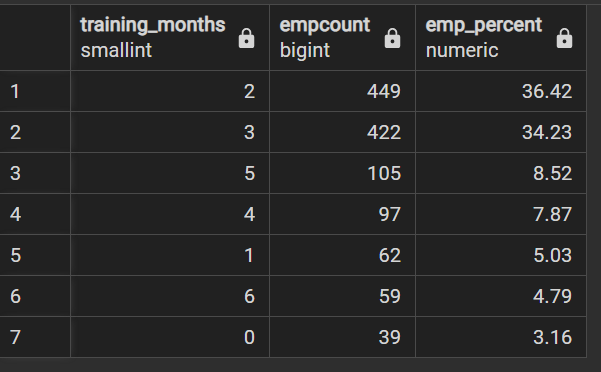 training_months empcount emp_percent
smallint bigint numeric
1 2 449 36.42
2 3 422 34.23
3 5 105 8.52
4 4 97 7.87
5 1 62 5.03
6 6 59 4.79
7 0 39 3.16